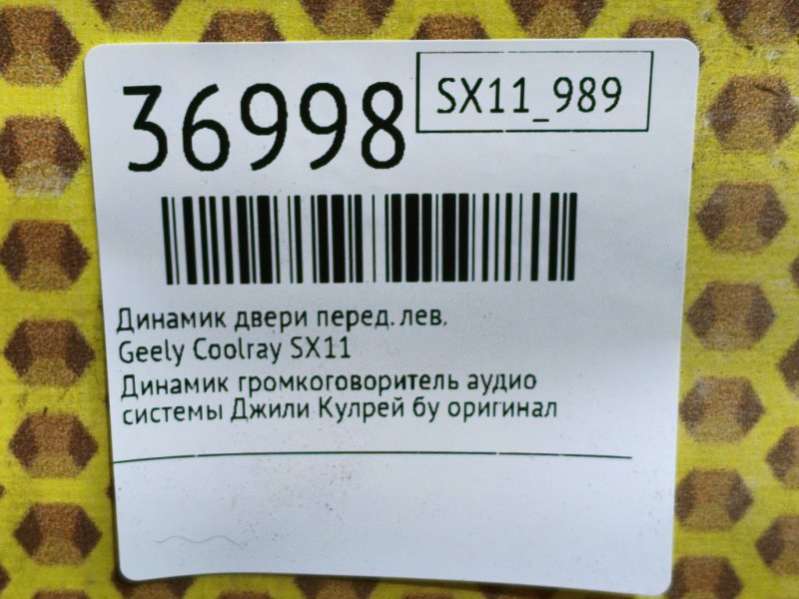 36998
SX11_989
Динамик двери перед. лев.
Geely Coolray SX11
Динамик громкоговоритель аудио
системы Джили Кулрей бу оригинал